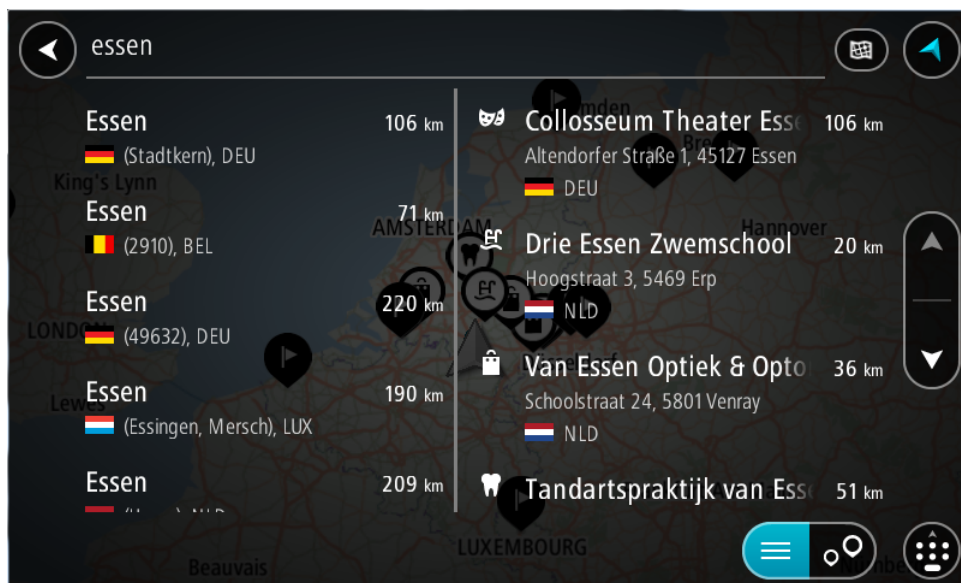 essen
Essen 106 km
(Stadtkern), DEU
Essen 71 km
(2910), BEL
Essen 220 km
(49632), DEU
Essen 190 km
(Essingen, Mersch), LUX
Essen 209 km
NLD
Collosseum Theater Esse 106 km
Altendorfer Straße 1, 45127 Essen
DEU
Drie Essen Zwemschool 20 km
Hoogstraat 3, 5469 Erp
NLD
Van Essen Optiek & Opto 36 km
Schoolstraat 24, 5801 Venray
NLD
Tandartspraktijk van Esse 51 km
King's Lynn
AMSTERDAM
Hannover
LONDON
Lewes
LUXEMBOURG
Beauvais